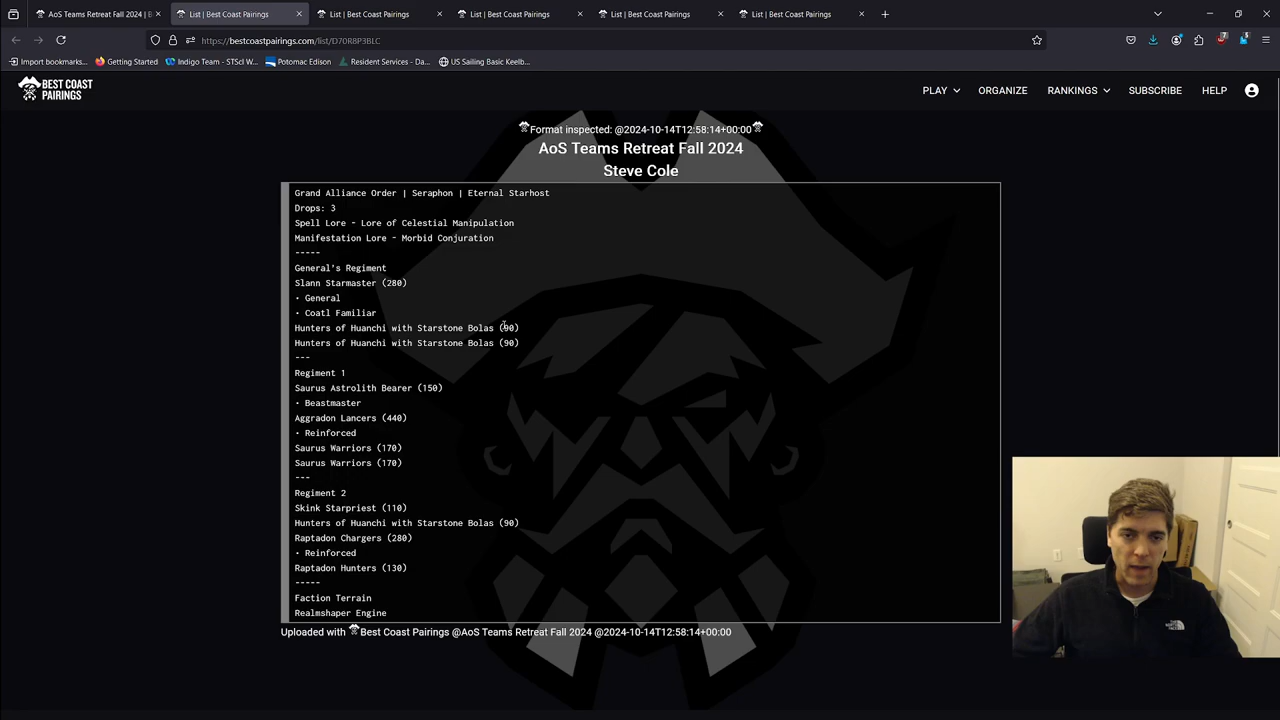 AoS Teams Retreat Fall 2024 | B
List | Best Coast Pairings
List | Best Coast Pairings
List | Best Coast Pairings
List | Best Coast Pairings
List | Best Coast Pairings
https://bestcoastpairings.com/list/D70R8P3BLC
Import bookmarks...
Getting Started
Indigo Team - STScI W...
Potomac Edison
Resident Services - Da...
US Sailing Basic Keelb...
BEST COAST
PAIRINGS
PLAY
ORGANIZE
RANKINGS
SUBSCRIBE
HELP
Format inspected: @2024-10-14T12:58:14+00:00
AoS Teams Retreat Fall 2024
Steve Cole
Grand Alliance Order | Seraphon | Eternal Starhost
Drops: 3
Spell Lore - Lore of Celestial Manipulation
Manifestation Lore - Morbid Conjuration
-----
General's Regiment
Slann Starmaster (280)
• General
• Coatl Familiar
Hunters of Huanchi with Starstone Bolas (90)
Hunters of Huanchi with Starstone Bolas (90)
---
Regiment 1
Saurus Astrolith Bearer (150)
• Beastmaster
Aggradon Lancers (440)
• Reinforced
Saurus Warriors (170)
Saurus Warriors (170)
---
Regiment 2
Skink Starpriest (110)
Hunters of Huanchi with Starstone Bolas (90)
Raptadon Chargers (280)
• Reinforced
Raptadon Hunters (130)
-----
Faction Terrain
Realmshaper Engine
Uploaded with Best Coast Pairings @AoS Teams Retreat Fall 2024 @2024-10-14T12:58:14+00:00